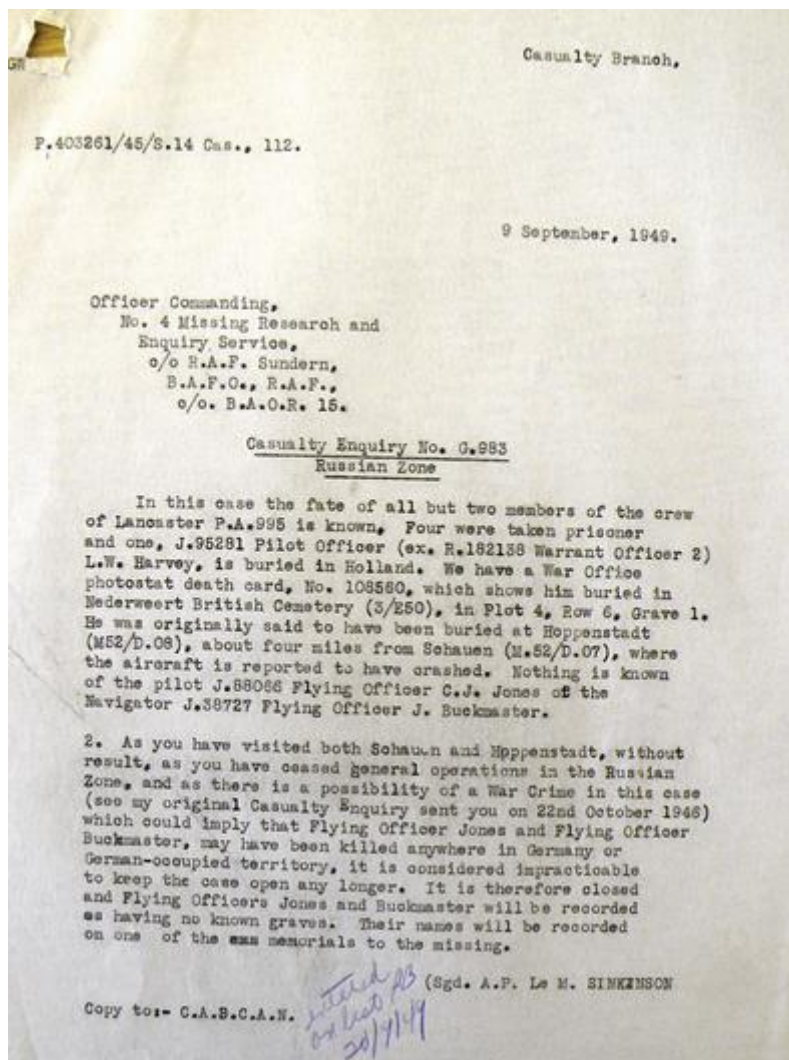 Casualty Branch,
P.403261/45/S.14 Cas., 112.
9 September, 1949.
Officer Commanding,
No. 4 Missing Research and
Enquiry Service,
c/o R.A.F. Sundern,
B.A.F.O., R.A.F.,
c/o. B.A.O.R. 15.
Casualty Enquiry No. G.983
Russian Zone
In this case the fate of all but two members of the crew
of Lancaster P.A.995 is known. Four were taken prisoner
and one, J.95281 Pilot Officer (ex. R.182138 Warrant Officer 2)
L.W. Harvey, is buried in Holland. We have a War Office
photostat death card, No. 108560, which shows him buried in
Nederweert British Cemetery (3/E50), in Plot 4, Row 6, Grave 1.
He was originally said to have been buried at Hoppenstadt
(M52/D.08), about four miles from Schauen (M.52/D.07), where
the aircraft is reported to have crashed. Nothing is known
of the pilot J.88066 Flying Officer C.J. Jones of the
Navigator J.38727 Flying Officer J. Buckmaster.
2. As you have visited both Schauen and Hoppenstadt, without
result, as you have ceased general operations in the Russian
Zone, and as there is a possibility of a War Crime in this case
(see my original Casualty Enquiry sent you on 22nd October 1946)
which could imply that Flying Officer Jones and Flying Officer
Buckmaster, may have been killed anywhere in Germany or
German-occupied territory, it is considered impracticable
to keep the case open any longer. It is therefore closed
and Flying Officers Jones and Buckmaster will be recorded
as having no known graves. Their names will be recorded
on one of the memorials to the missing.
(Sgd. A.P. Le M. SINKINSON
Copy to:- C.A.B.C.A.N.
entered
on list